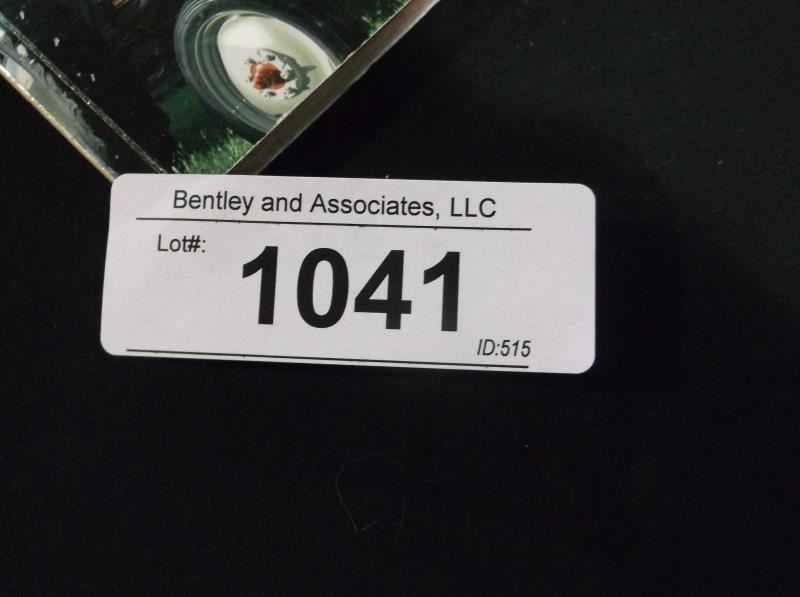 Bentley and Associates, LLC
Lot#:
1041
ID:515